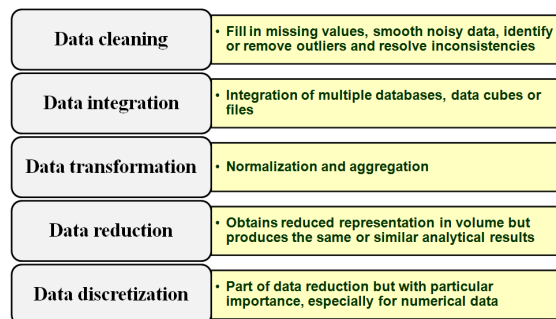 Data cleaning
• Fill in missing values, smooth noisy data, identify
or remove outliers and resolve inconsistencies
Data integration
• Integration of multiple databases, data cubes or
files
Data transformation
• Normalization and aggregation
Data reduction
• Obtains reduced representation in volume but
produces the same or similar analytical results
Data discretization
• Part of data reduction but with particular
importance, especially for numerical data